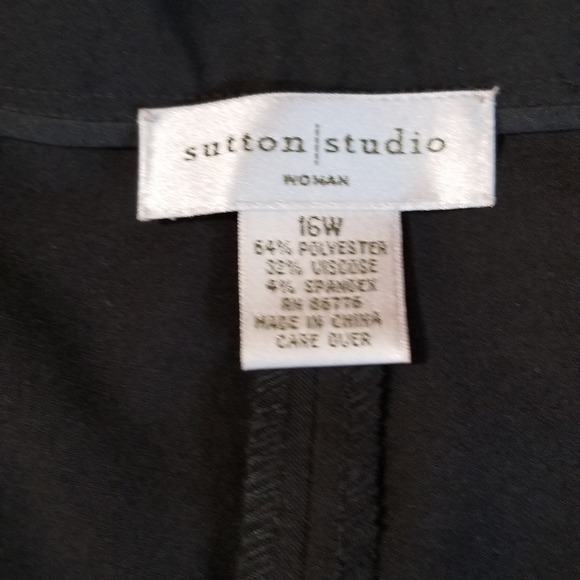 sutton|studio
WOMAN
16W
64% POLYESTER
32% VISCOSE
4% SPANDEX
RN 86776
MADE IN CHINA
CARE OVER